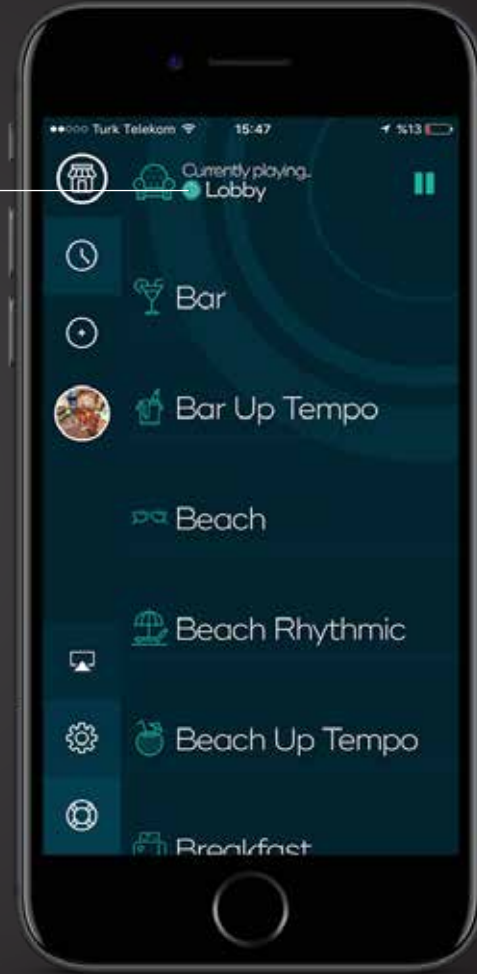 Turk Telekom 15:47 %13
Currently playing..
Lobby
Bar
Bar Up Tempo
Beach
Beach Rhythmic
Beach Up Tempo
Breakfast